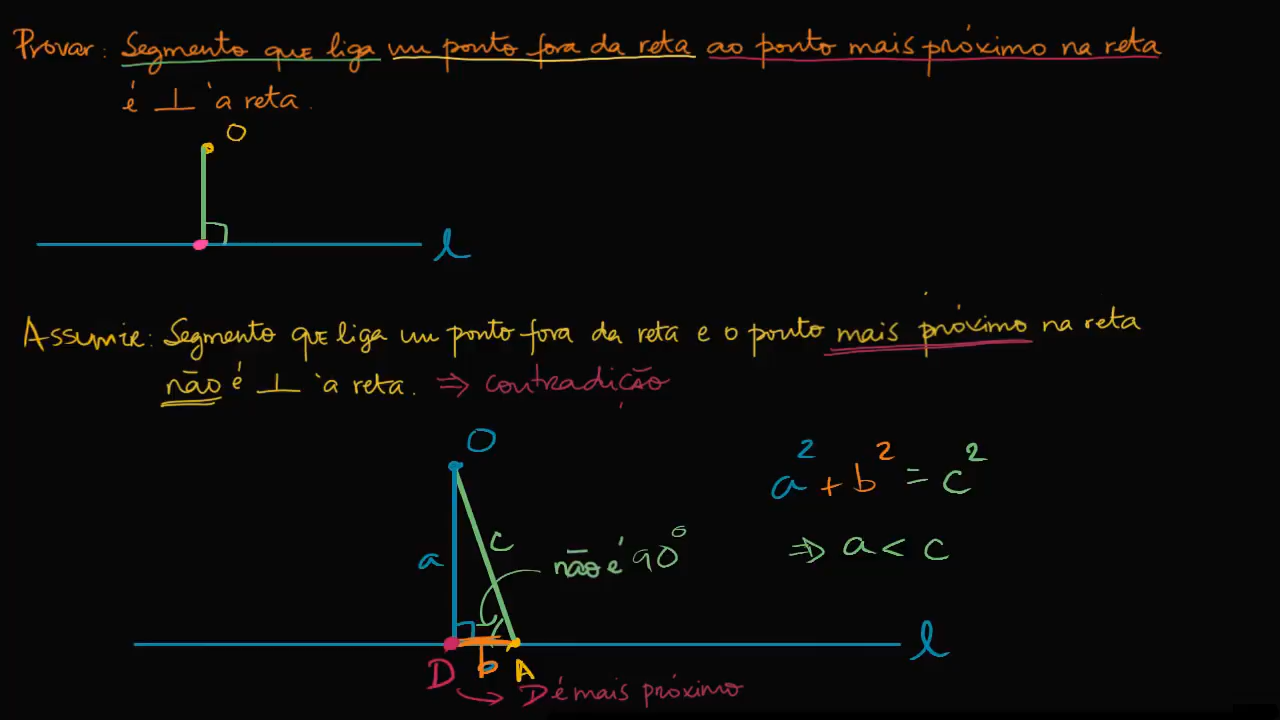 Provar: Segmento que liga um ponto fora da reta ao ponto mais próximo na reta
é ⊥ à reta.
O
l
Assumir: Segmento que liga um ponto fora da reta e o ponto mais próximo na reta
não é ⊥ à reta. ⇒ contradição
O
a² + b² = c²
c
a
não é 90°
⇒ a < c
l
D b A
D é mais próximo